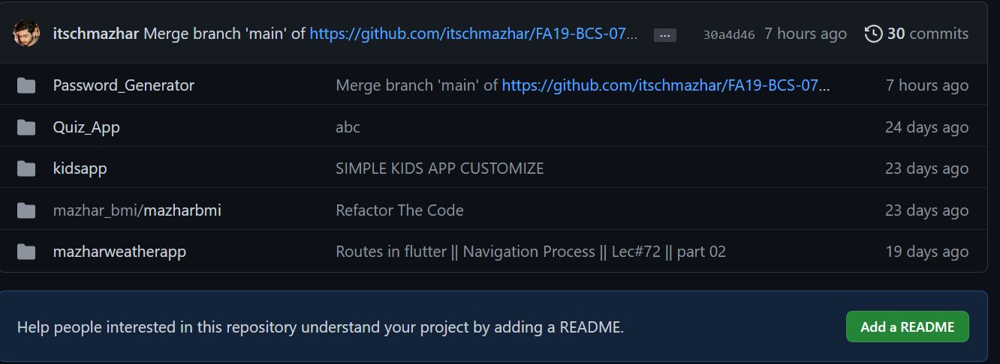 itschmazhar Merge branch 'main' of https://github.com/itschmazhar/FA19-BCS-07... ... 30a4d46 7 hours ago 30 commits
Password_Generator Merge branch 'main' of https://github.com/itschmazhar/FA19-BCS-07... 7 hours ago
Quiz_App abc 24 days ago
kidsapp SIMPLE KIDS APP CUSTOMIZE 23 days ago
mazhar_bmi/mazharbmi Refactor The Code 23 days ago
mazharweatherapp Routes in flutter || Navigation Process || Lec#72 || part 02 19 days ago
Help people interested in this repository understand your project by adding a README. Add a README